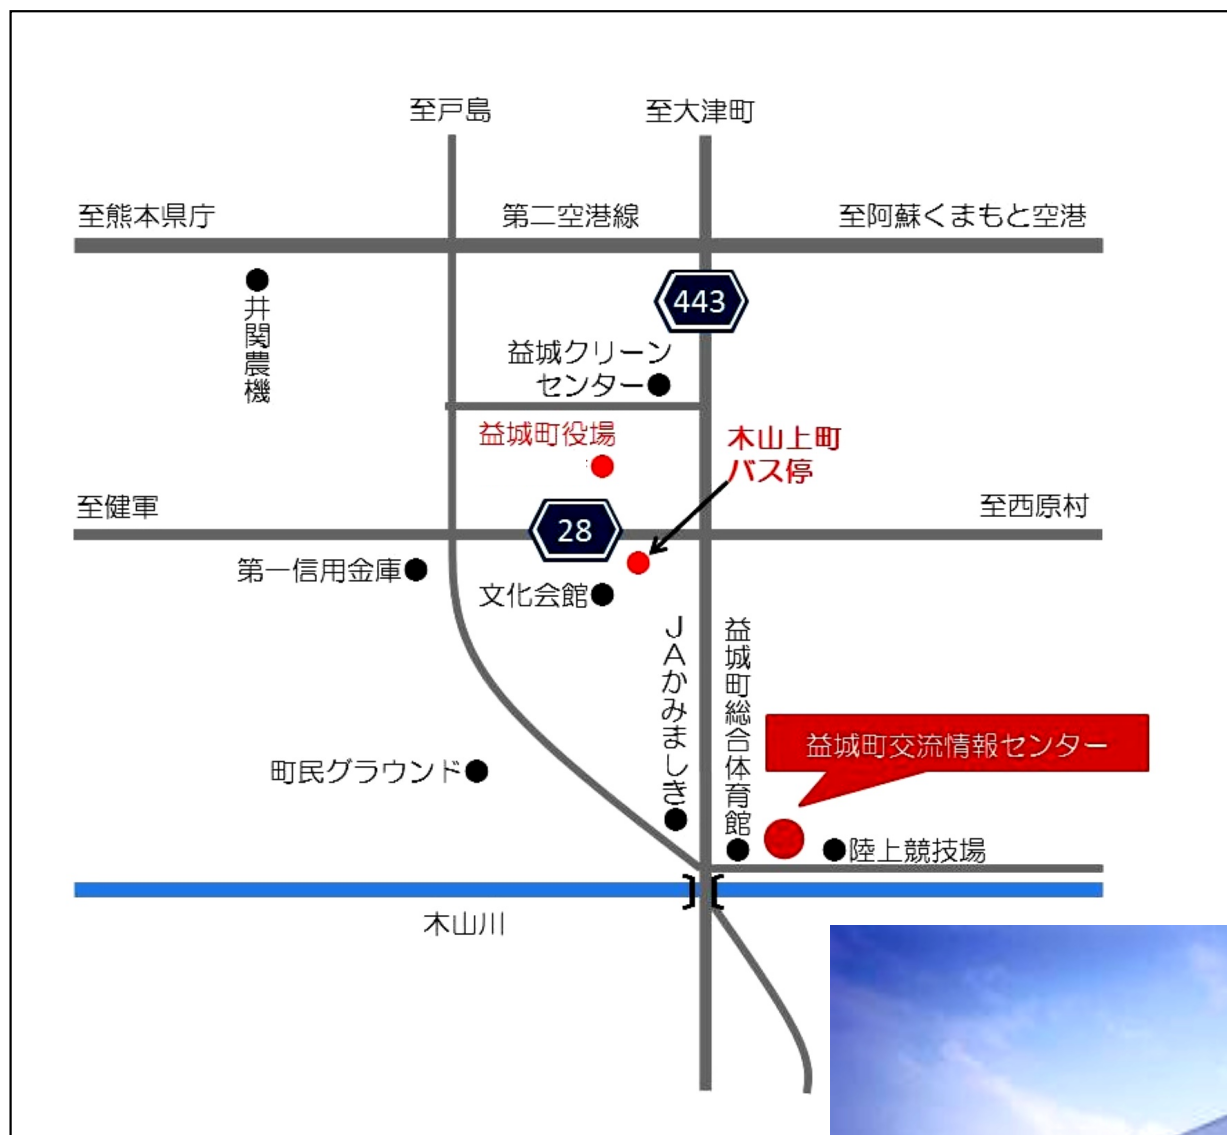 至戸島
至大津町
至熊本県庁
第二空港線
至阿蘇くまもと空港
井関農機
443
益城クリーン
センター
益城町役場
木山上町
バス停
至健軍
28
至西原村
第一信用金庫
文化会館
JAかみましき
益城町総合体育館
益城町交流情報センター
町民グラウンド
陸上競技場
木山川